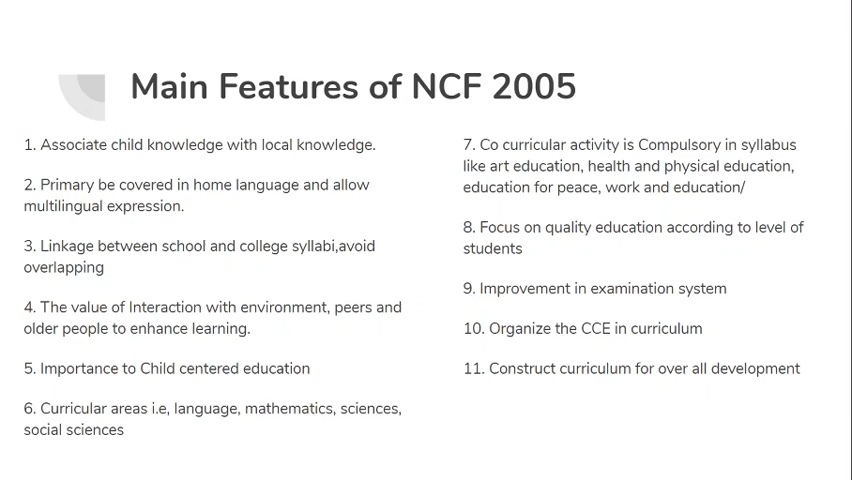 Main Features of NCF 2005
1. Associate child knowledge with local knowledge.
2. Primary be covered in home language and allow
multilingual expression.
3. Linkage between school and college syllabi,avoid
overlapping
4. The value of Interaction with environment, peers and
older people to enhance learning.
5. Importance to Child centered education
6. Curricular areas i.e, language, mathematics, sciences,
social sciences
7. Co curricular activity is Compulsory in syllabus
like art education, health and physical education,
education for peace, work and education/
8. Focus on quality education according to level of
students
9. Improvement in examination system
10. Organize the CCE in curriculum
11. Construct curriculum for over all development